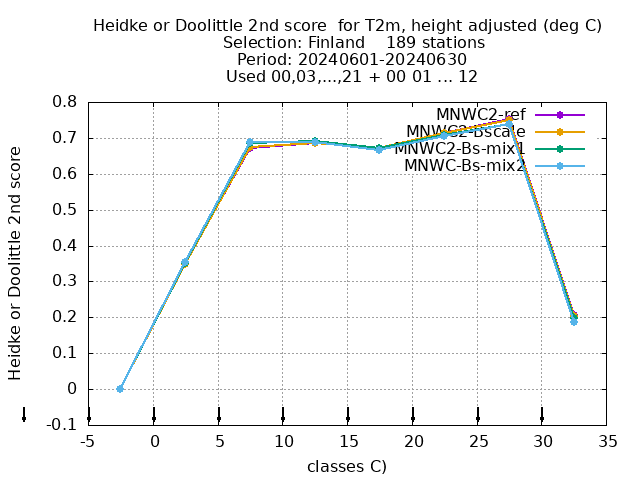 Heidke or Doolittle 2nd score  for T2m, height adjusted (deg C)
Selection: Finland    189 stations
Period: 20240601-20240630
Used 00,03,...,21 + 00 01 ... 12
Heidke or Doolittle 2nd score
0.8
0.7
0.6
0.5
0.4
0.3
0.2
0.1
0
-0.1
MNWC2-ref
MNWC2-Bscale
MNWC2-Bs-mix1
MNWC-Bs-mix2
-5 0 5 10 15 20 25 30 35
classes C)